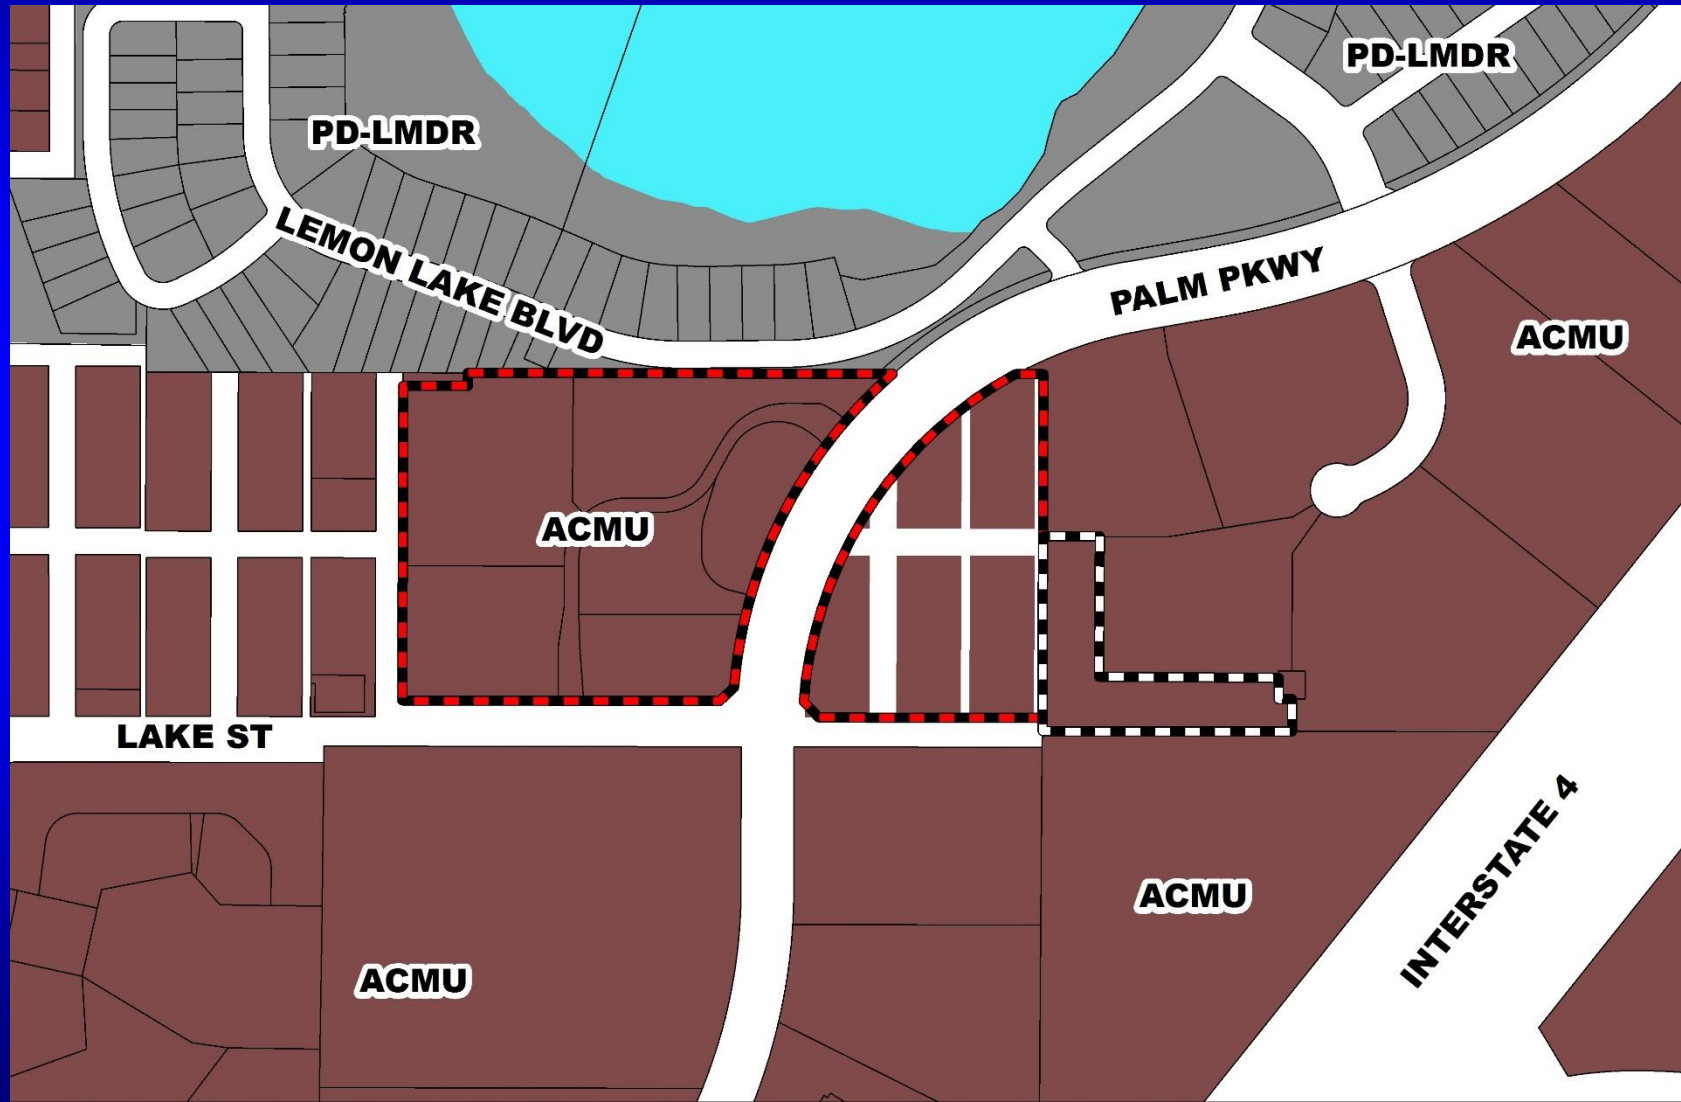 PD-LMDR
PD-LMDR
LEMON LAKE BLVD
PALM PKWY
ACMU
ACMU
LAKE ST
ACMU
ACMU
INTERSTATE 4